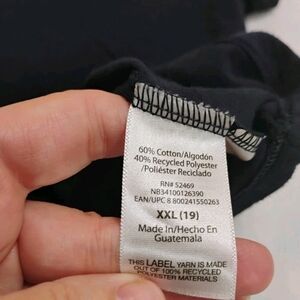 60% Cotton/Algodón
40% Recycled Polyester
/Poliéster Reciclado
RN# 52469
NB34100126390
EAN/UPC 8 800241550263
XXL (19)
Made In/Hecho En
Guatemala
THIS LABEL YARN IS MADE
OUT OF 100% RECYCLED
POLYESTER MATERIALS